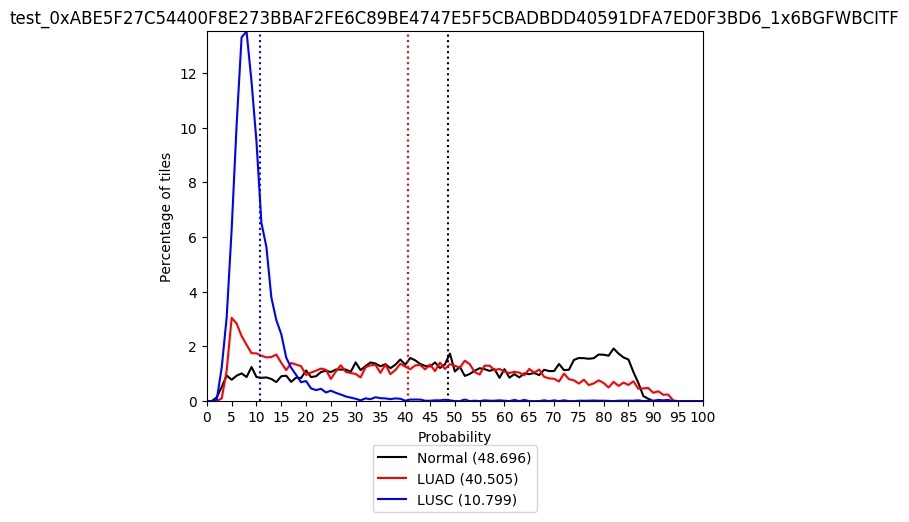 test_0xABE5F27C54400F8E273BBAF2FE6C89BE4747E5F5CBADBDD40591DFA7ED0F3BD6_1x6BGFWBCITF
12
10
8
6
4
2
0
Percentage of tiles
0 5 10 15 20 25 30 35 40 45 50 55 60 65 70 75 80 85 90 95 100
Probability
Normal (48.696)
LUAD (40.505)
LUSC (10.799)